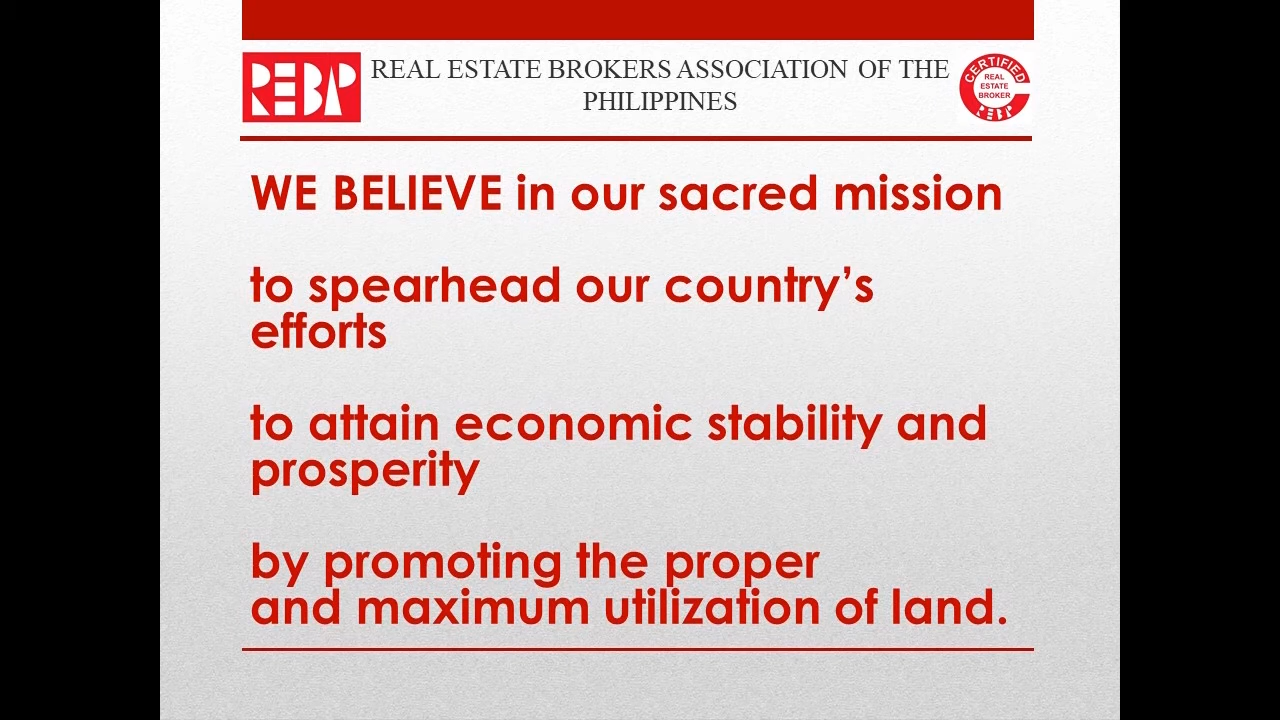 REBAP
REAL ESTATE BROKERS ASSOCIATION OF THE
PHILIPPINES
CERTIFIED
REAL
ESTATE
BROKER
REBAP
WE BELIEVE in our sacred mission
to spearhead our country’s
efforts
to attain economic stability and
prosperity
by promoting the proper
and maximum utilization of land.